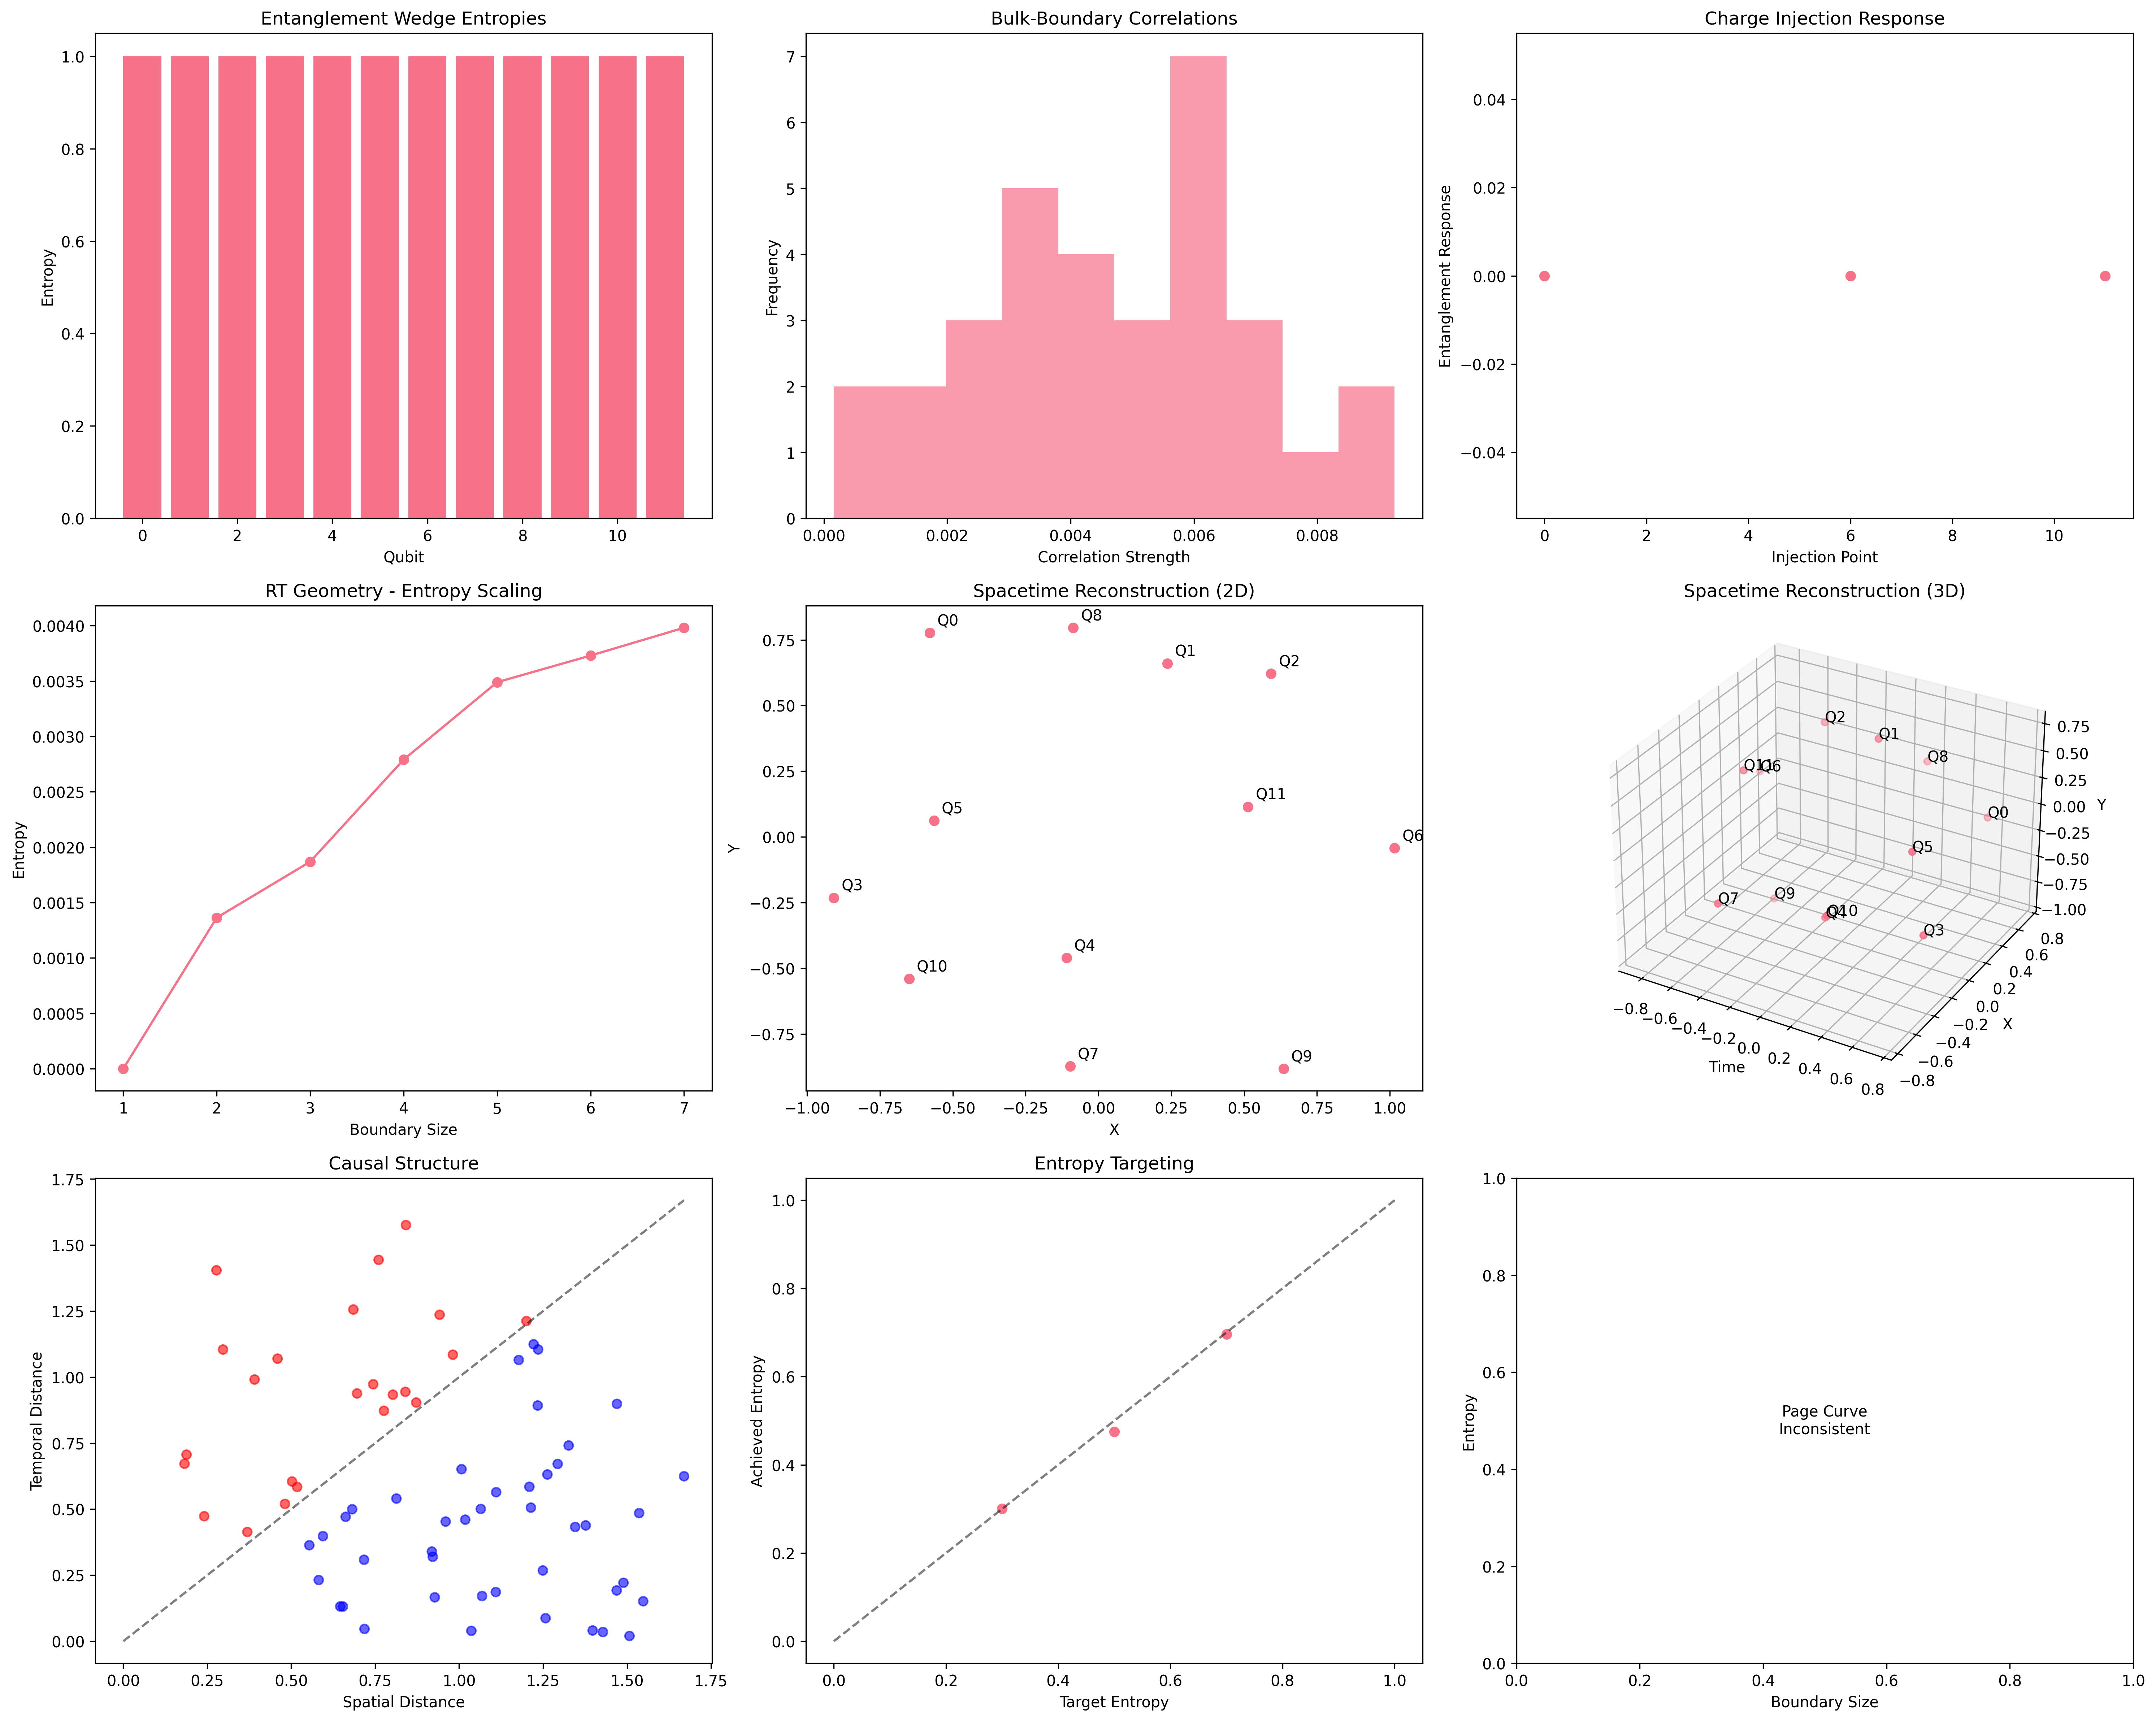 Entanglement Wedge Entropies
1.0
0.8
0.6
0.4
0.2
0.0
Entropy
0 2 4 6 8 10
Qubit
Bulk-Boundary Correlations
7
6
5
4
3
2
1
0
Frequency
0.000 0.002 0.004 0.006 0.008
Correlation Strength
Charge Injection Response
0.04
0.02
0.00
−0.02
−0.04
Entanglement Response
0 2 4 6 8 10
Injection Point
RT Geometry - Entropy Scaling
0.0040
0.0035
0.0030
0.0025
0.0020
0.0015
0.0010
0.0005
0.0000
Entropy
1 2 3 4 5 6 7
Boundary Size
Spacetime Reconstruction (2D)
0.75
0.50
0.25
0.00
−0.25
−0.50
−0.75
Y
Q0
Q8
Q1
Q2
Q11
Q5
Q6
Q3
Q4
Q10
Q7
Q9
−1.00 −0.75 −0.50 −0.25 0.00 0.25 0.50 0.75 1.00
X
Spacetime Reconstruction (3D)
Q2
Q1
Q8
Q11
Q6
Q0
Q5
Q7
Q9
Q10
Q3
0.75
0.50
0.25
0.00
−0.25
−0.50
−0.75
−1.00
Y
0.8
0.6
0.4
0.2
0.0
−0.2
−0.4
−0.6
−0.8
X
−0.8 −0.6 −0.4 −0.2 0.0 0.2 0.4 0.6 0.8
Time
Causal Structure
1.75
1.50
1.25
1.00
0.75
0.50
0.25
0.00
Temporal Distance
0.00 0.25 0.50 0.75 1.00 1.25 1.50 1.75
Spatial Distance
Entropy Targeting
1.0
0.8
0.6
0.4
0.2
0.0
Achieved Entropy
0.0 0.2 0.4 0.6 0.8 1.0
Target Entropy
1.0
0.8
0.6
0.4
0.2
0.0
Entropy
Page Curve
Inconsistent
0.0 0.2 0.4 0.6 0.8 1.0
Boundary Size